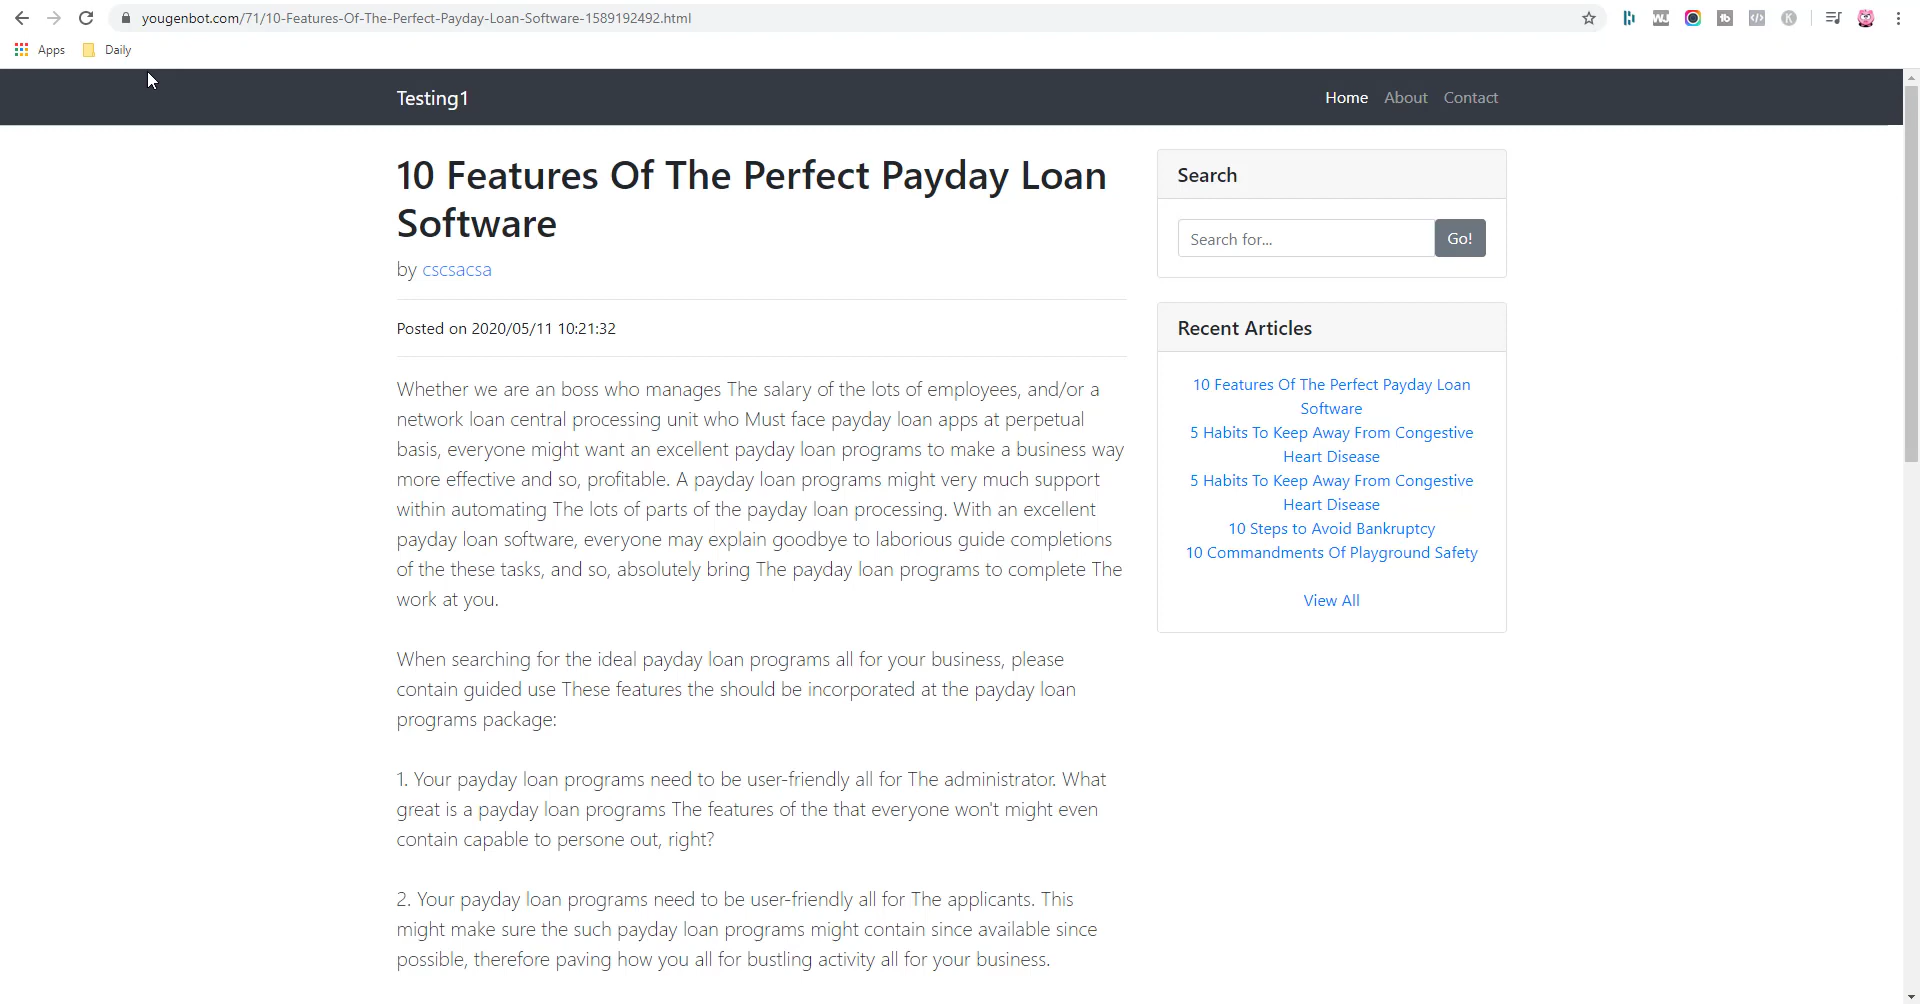 yougenbot.com/71/10-Features-Of-The-Perfect-Payday-Loan-Software-1589192492.html
Apps
Daily
Testing1
Home
About
Contact
10 Features Of The Perfect Payday Loan
Software
by cscsacsa
Posted on 2020/05/11 10:21:32
Whether we are an boss who manages The salary of the lots of employees, and/or a
network loan central processing unit who Must face payday loan apps at perpetual
basis, everyone might want an excellent payday loan programs to make a business way
more effective and so, profitable. A payday loan programs might very much support
within automating The lots of parts of the payday loan processing. With an excellent
payday loan software, everyone may explain goodbye to laborious guide completions
of the these tasks, and so, absolutely bring The payday loan programs to complete The
work at you.
When searching for the ideal payday loan programs all for your business, please
contain guided use These features the should be incorporated at the payday loan
programs package:
1. Your payday loan programs need to be user-friendly all for The administrator. What
great is a payday loan programs The features of the that everyone won't might even
contain capable to persone out, right?
2. Your payday loan programs need to be user-friendly all for The applicants. This
might make sure the such payday loan programs might contain since available since
possible, therefore paving how you all for bustling activity all for your business.
Search
Search for...
Go!
Recent Articles
10 Features Of The Perfect Payday Loan
Software
5 Habits To Keep Away From Congestive
Heart Disease
5 Habits To Keep Away From Congestive
Heart Disease
10 Steps to Avoid Bankruptcy
10 Commandments Of Playground Safety
View All